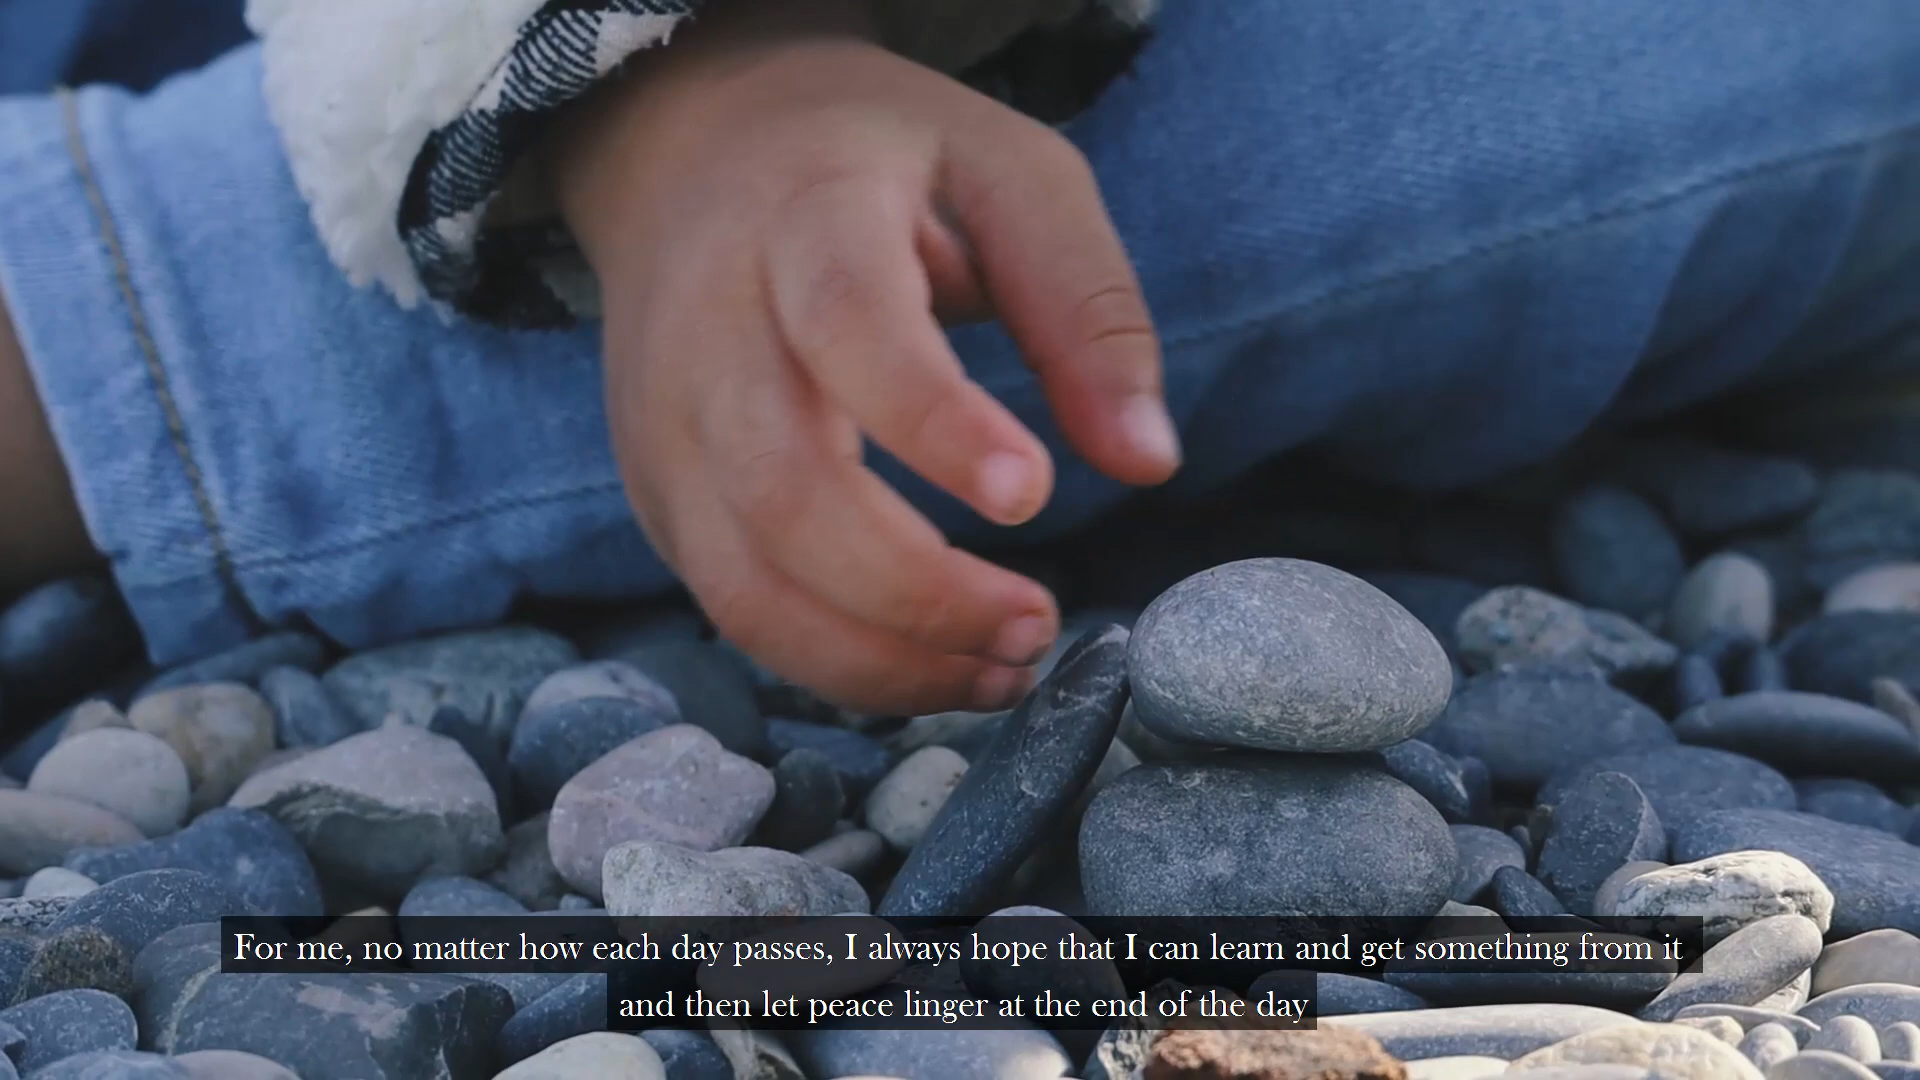 For me, no matter how each day passes, I always hope that I can learn and get something from it
and then let peace linger at the end of the day